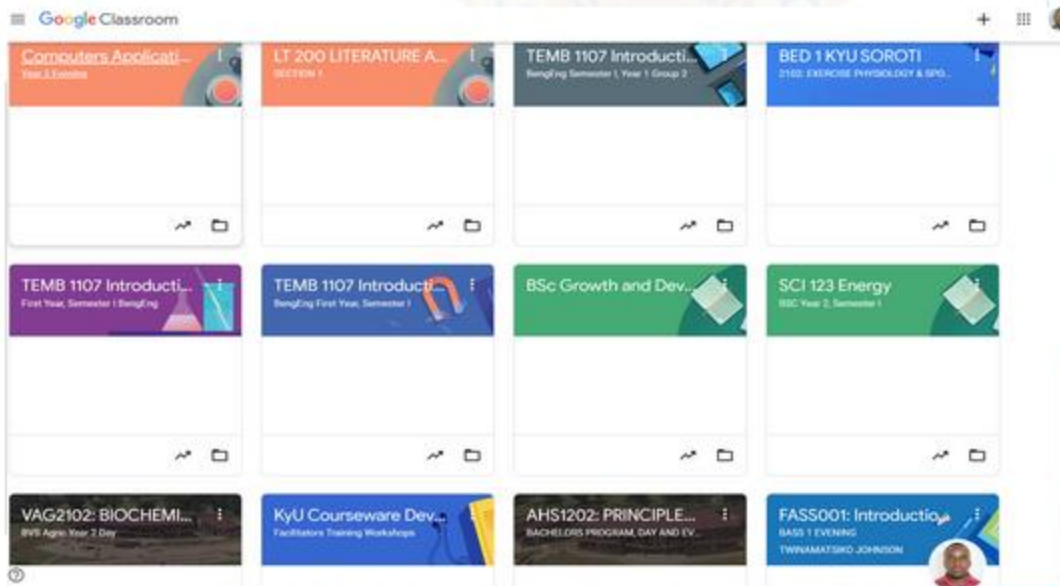 Google Classroom
Computers Applicati...
Year 3 Evening
LT 200 LITERATURE A...
SECTION 1
TEMB 1107 Introducti...
BengEng Semester I, Year 1 Group 2
BED 1 KYU SOROTI
2102: EXERCISE PHYSIOLOGY & SPO...
TEMB 1107 Introducti...
First Year, Semester I BengEng
TEMB 1107 Introducti...
BengEng First Year, Semester I
BSc Growth and Dev...
SCI 123 Energy
BSC Year 2, Semester I
VAG2102: BIOCHEMI...
BVS Agric Year 2 Day
KyU Courseware Dev...
Facilitators Training Workshops
AHS1202: PRINCIPLE...
BACHELORS PROGRAM, DAY AND EV...
FASS001: Introductio...
BASS 1 EVENING
TWINAMATSIKO JOHNSON